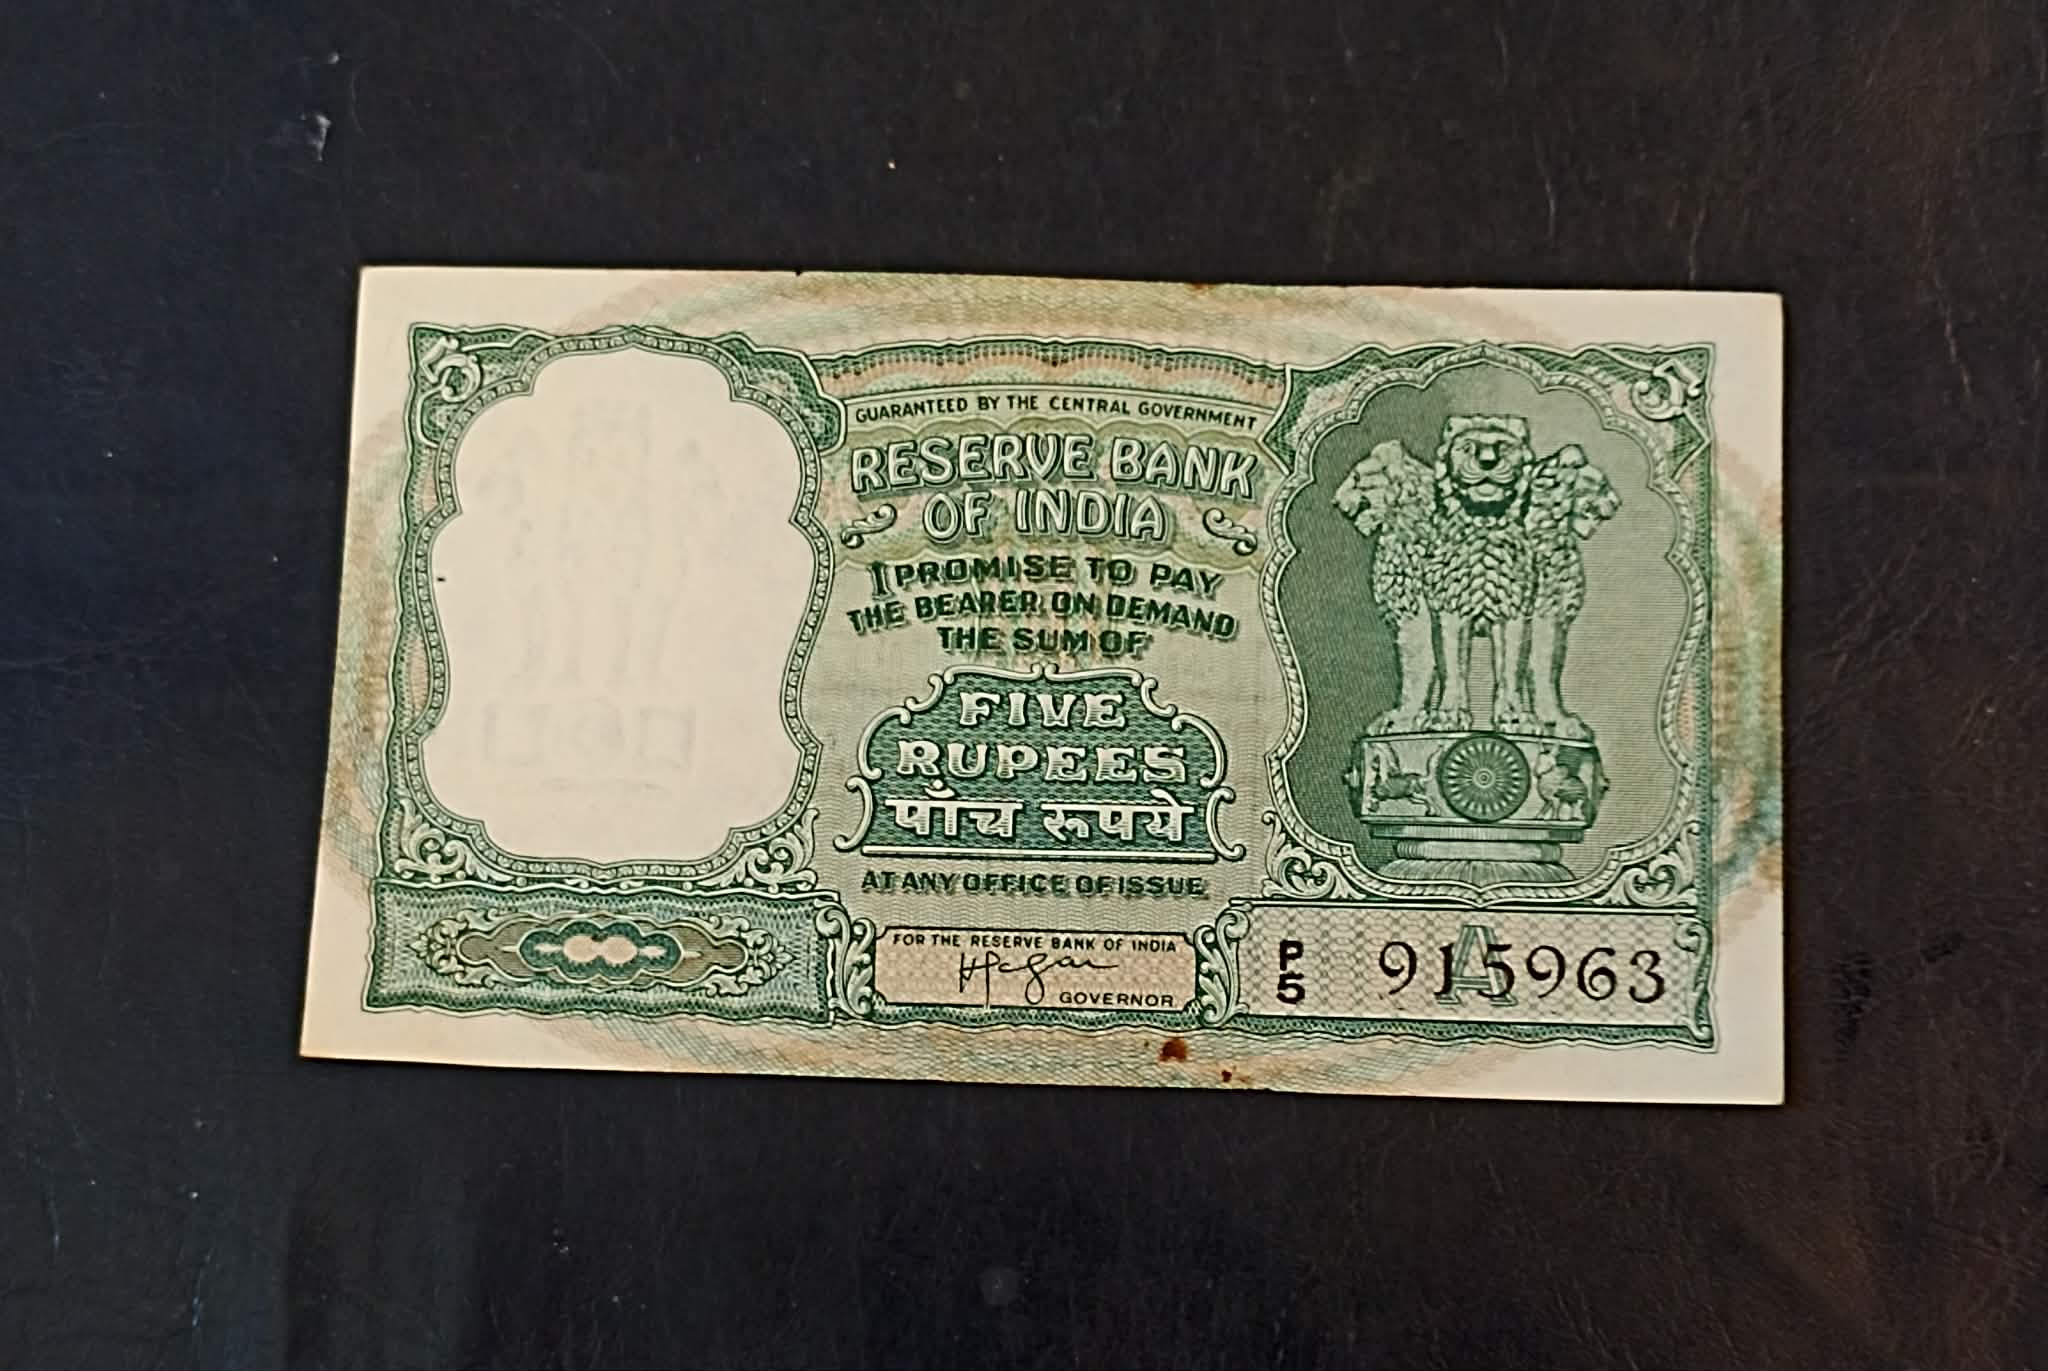 5
5
GUARANTEED BY THE CENTRAL GOVERNMENT
RESERVE BANK
OF INDIA
I PROMISE TO PAY
THE BEARER ON DEMAND
THE SUM OF
FIVE
RUPEES
पाँच रूपये
AT ANY OFFICE OF ISSUE
FOR THE RESERVE BANK OF INDIA
GOVERNOR
P
5
915963
A